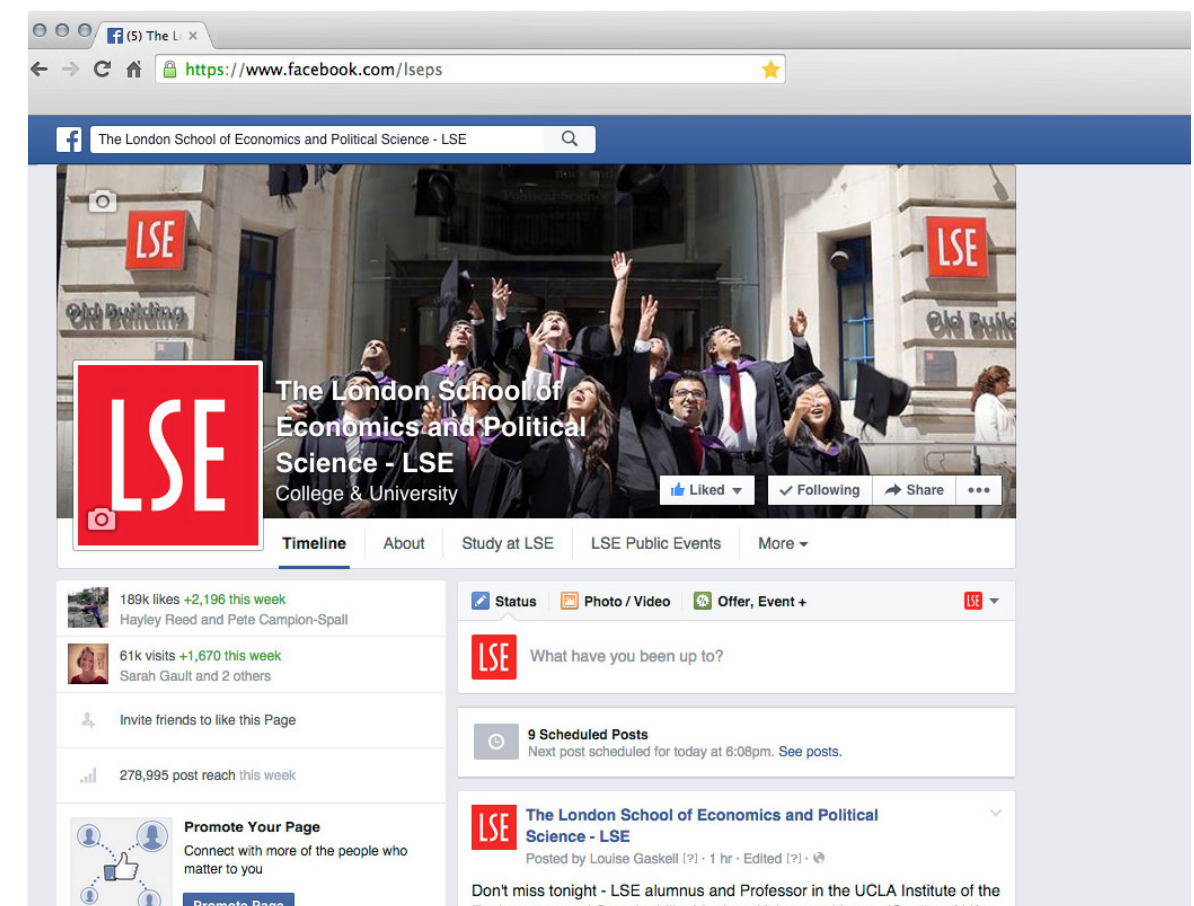 (5) The L
https://www.facebook.com/lseps
The London School of Economics and Political Science - LSE
Political Science
LSE
LSE
Old Building
Old Build
LSE
The London School of
Economics and Political
Science - LSE
College & University
Liked
Following
Share
Timeline
About
Study at LSE
LSE Public Events
More
189k likes +2,196 this week
Hayley Reed and Pete Campion-Spall
61k visits +1,670 this week
Sarah Gault and 2 others
Invite friends to like this Page
278,995 post reach this week
Promote Your Page
Connect with more of the people who
matter to you
Promote Page
Status
Photo / Video
Offer, Event +
LSE
LSE
What have you been up to?
9 Scheduled Posts
Next post scheduled for today at 6:08pm. See posts.
LSE
The London School of Economics and Political
Science - LSE
Posted by Louise Gaskell [?] · 1 hr · Edited [?] ·
Don't miss tonight - LSE alumnus and Professor in the UCLA Institute of the